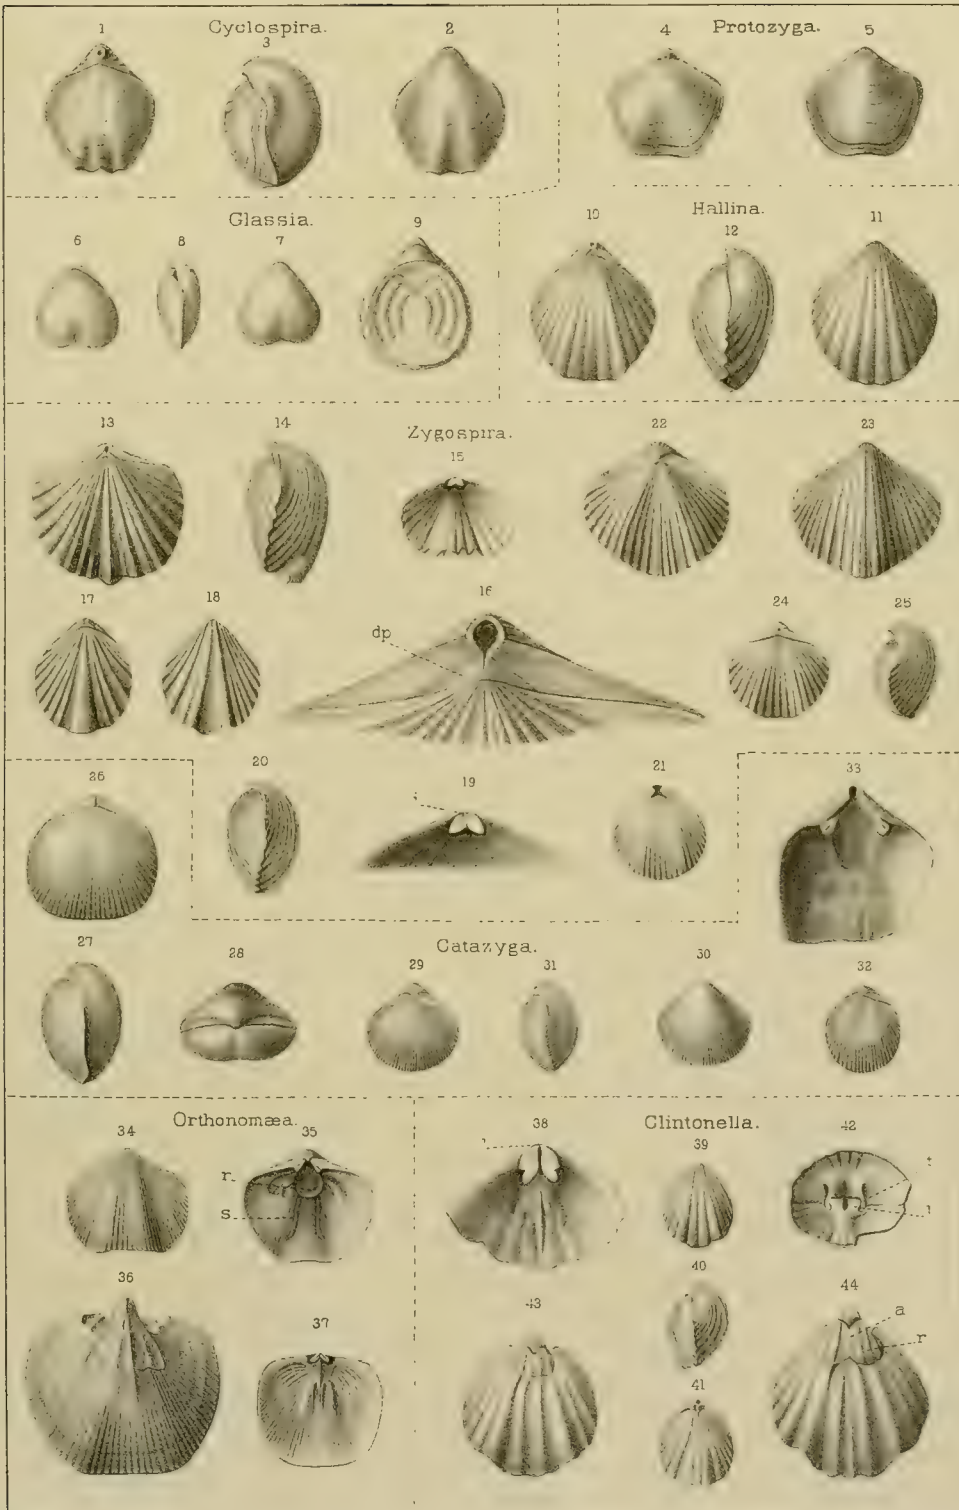 1 Cyclospira. 2 4 Protozyga. 5
3
Glassia. 9 10 Hallina. 11
6 8 7 12
13 14 Zygospira. 22 23
15
17 18 16 24 25
dp
26 20 19 21 33
27 28 Catazyga. 30 32
29 31
Orthonomæa. 38 Clintonella. 42
34 35 39
r
s
36 40 44
37 43 a
r
41